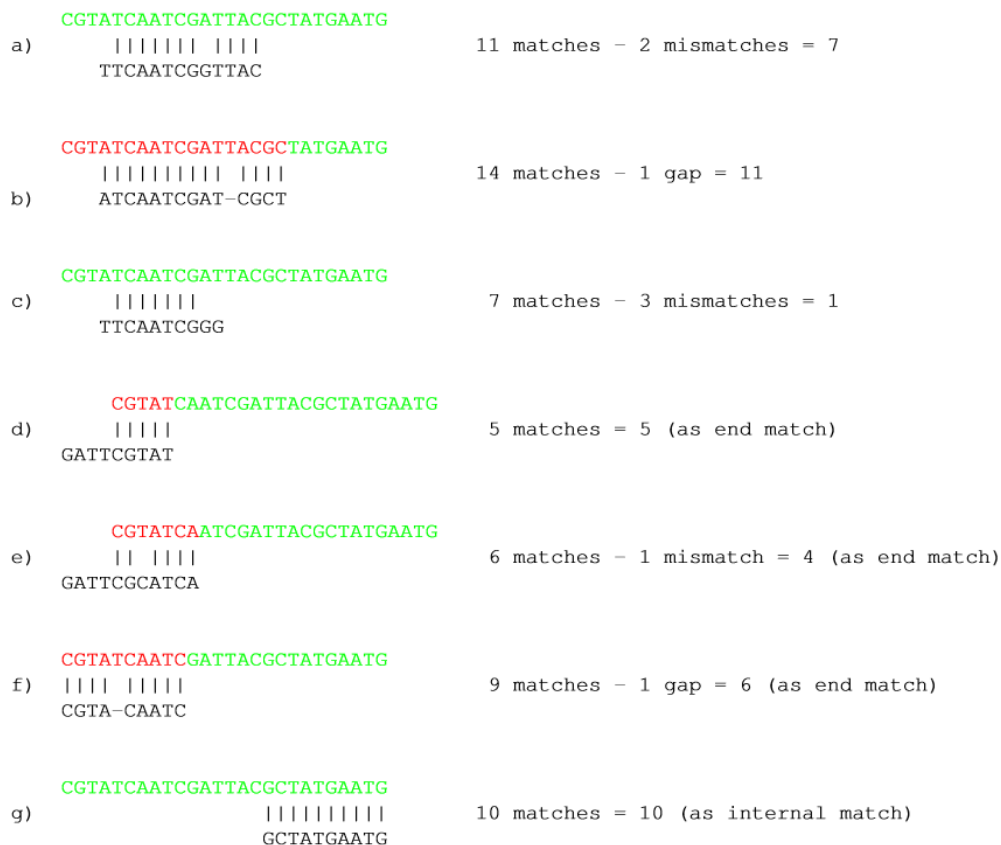 CGTATCAATCGATTACGCTATGAATG
a) ||||||| |||| 11 matches – 2 mismatches = 7
TTCAATCGGTTAC
CGTATCAATCGATTACGCTATGAATG
|||||||||| |||| 14 matches – 1 gap = 11
b) ATCAATCGAT–CGCT
CGTATCAATCGATTACGCTATGAATG
c) ||||||| 7 matches – 3 mismatches = 1
TTCAATCGGG
CGTATCAATCGATTACGCTATGAATG
d) ||||| 5 matches = 5 (as end match)
GATTCGTAT
CGTATCAATCGATTACGCTATGAATG
e) || |||| 6 matches – 1 mismatch = 4 (as end match)
GATTCGCATCA
CGTATCAATCGATTACGCTATGAATG
f) |||| ||||| 9 matches – 1 gap = 6 (as end match)
CGTA–CAATC
CGTATCAATCGATTACGCTATGAATG
g) |||||||||| 10 matches = 10 (as internal match)
GCTATGAATG